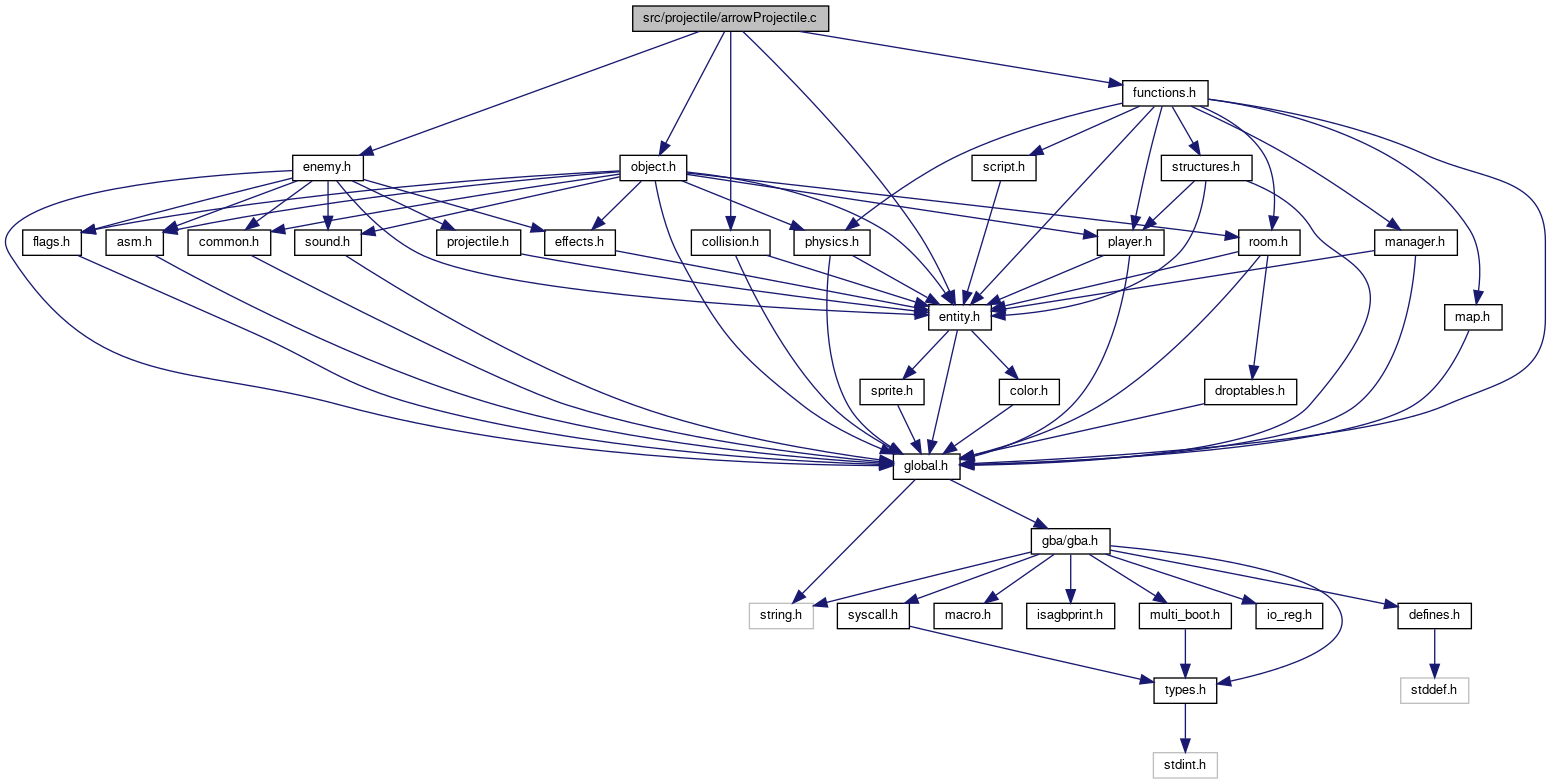 src/projectile/arrowProjectile.c
functions.h
enemy.h
object.h
script.h
structures.h
flags.h
asm.h
common.h
sound.h
projectile.h
effects.h
collision.h
physics.h
player.h
room.h
manager.h
entity.h
map.h
sprite.h
color.h
droptables.h
global.h
gba/gba.h
string.h
syscall.h
macro.h
isagbprint.h
multi_boot.h
io_reg.h
defines.h
types.h
stddef.h
stdint.h